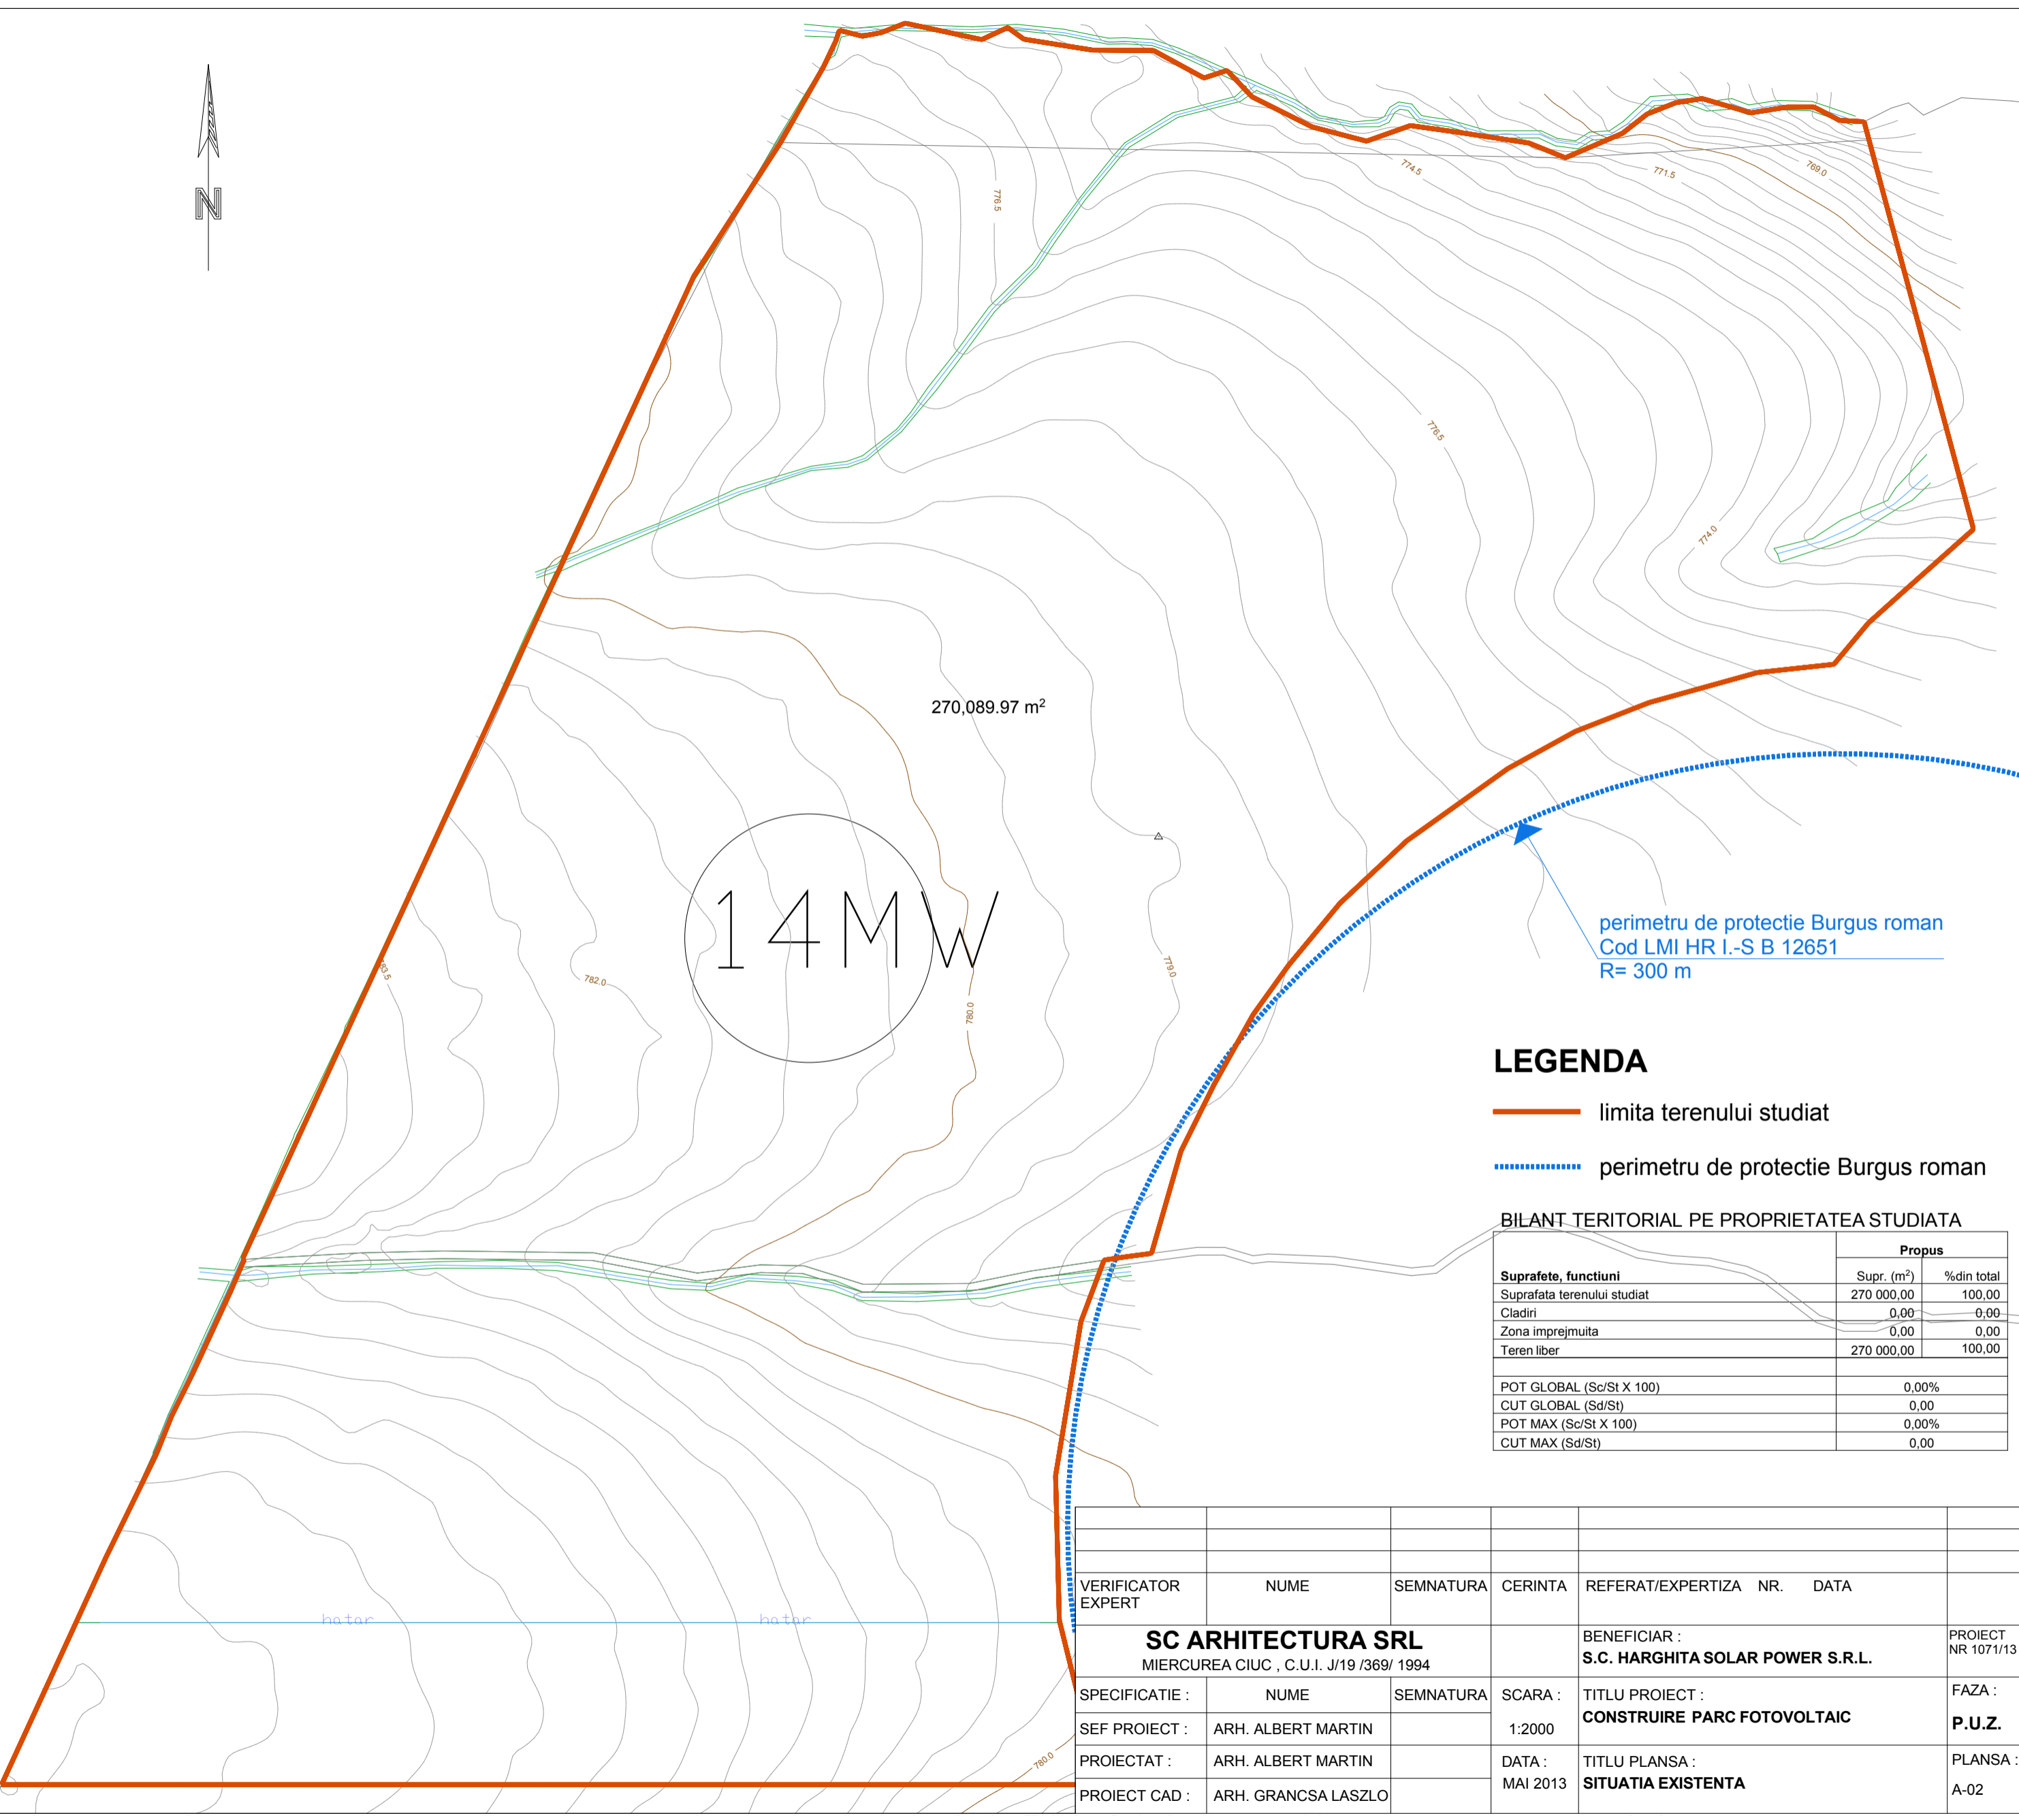 N
776.5
774.5
771.5
769.0
776.5
774.0
270,089.97 m²
14MW
783.5
782.0
780.0
779.0
perimetru de protectie Burgus roman
Cod LMI HR I.-S B 12651
R= 300 m
LEGENDA
limita terenului studiat
perimetru de protectie Burgus roman
BILANT TERITORIAL PE PROPRIETATEA STUDIATA
Propus
Suprafete, functiuni Supr. (m²) %din total
Suprafata terenului studiat 270 000,00 100,00
Cladiri 0,00 0,00
Zona imprejmuita 0,00 0,00
Teren liber 270 000,00 100,00
POT GLOBAL (Sc/St X 100) 0,00%
CUT GLOBAL (Sd/St) 0,00
POT MAX (Sc/St X 100) 0,00%
CUT MAX (Sd/St) 0,00
hatar hatar
780.0
VERIFICATOR NUME SEMNATURA CERINTA REFERAT/EXPERTIZA NR. DATA
EXPERT
SC ARHITECTURA SRL
MIERCUREA CIUC , C.U.I. J/19 /369/ 1994
BENEFICIAR :
S.C. HARGHITA SOLAR POWER S.R.L.
PROIECT
NR 1071/13
SPECIFICATIE : NUME SEMNATURA SCARA :
1:2000
TITLU PROIECT :
CONSTRUIRE PARC FOTOVOLTAIC
FAZA :
P.U.Z.
SEF PROIECT : ARH. ALBERT MARTIN
PROIECTAT : ARH. ALBERT MARTIN
DATA :
MAI 2013
TITLU PLANSA :
SITUATIA EXISTENTA
PLANSA :
A-02
PROIECT CAD : ARH. GRANCSA LASZLO